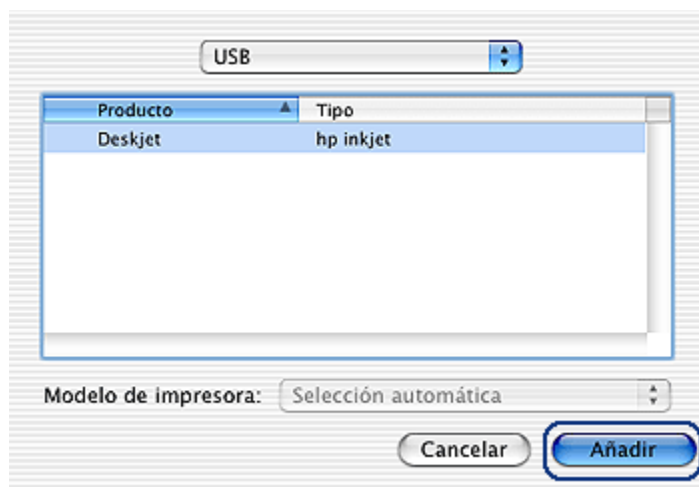 USB
Producto Tipo
Deskjet hp inkjet
Modelo de impresora: Selección automática
Cancelar Añadir